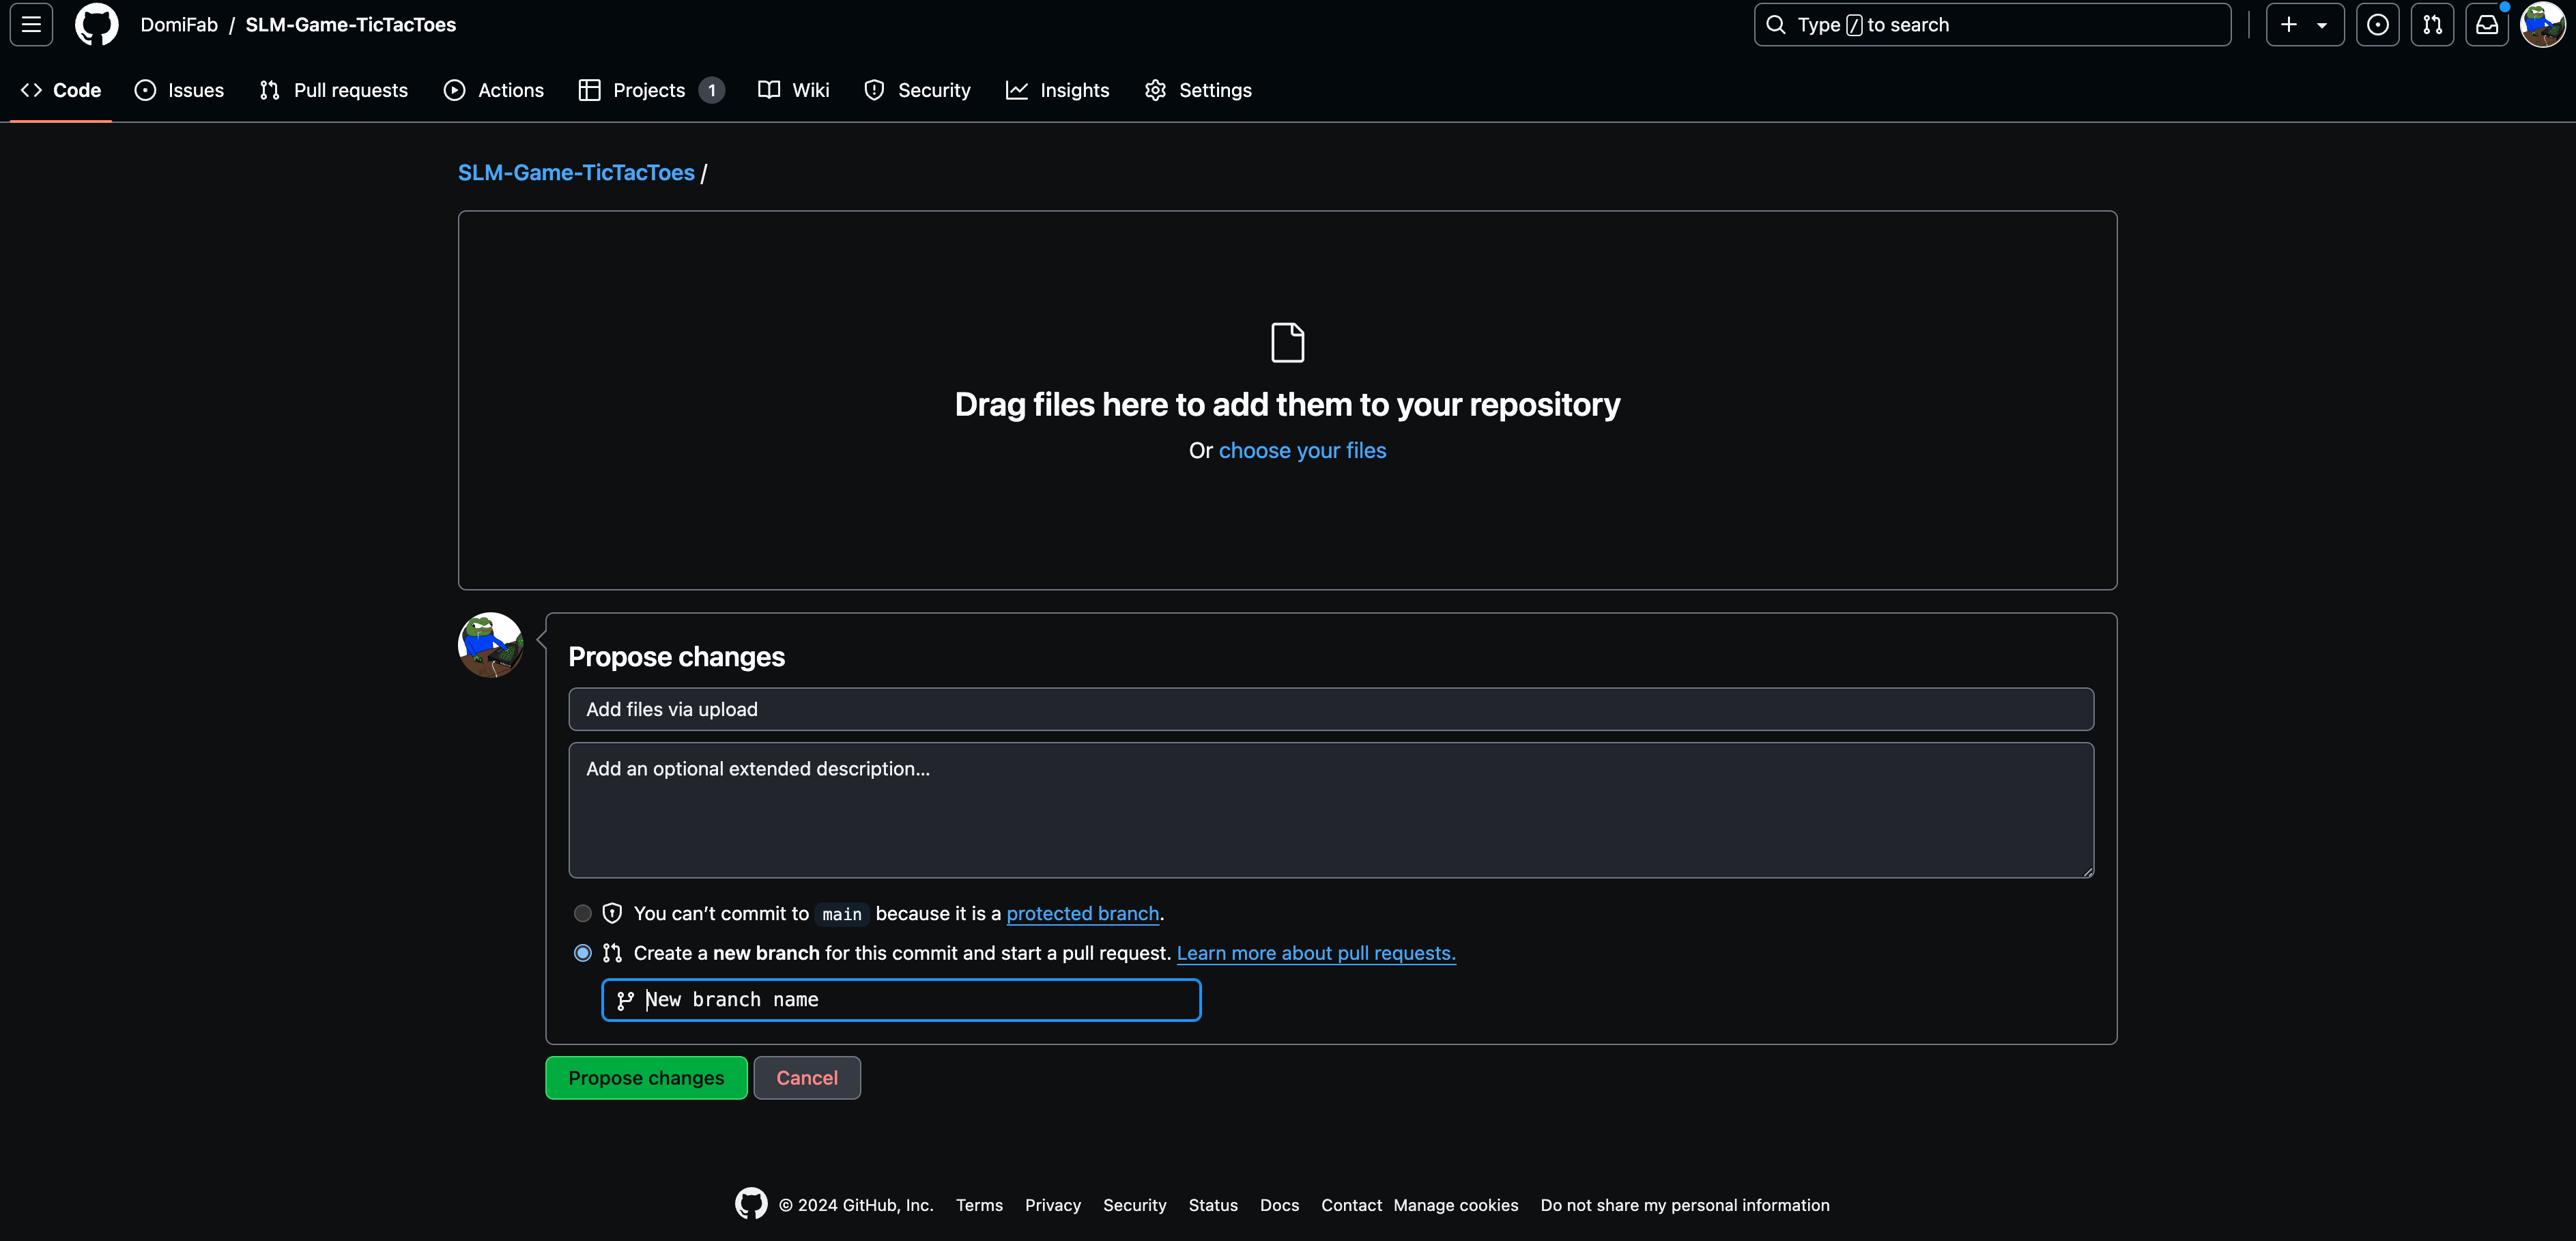 DomiFab / SLM-Game-TicTacToes
Type / to search
Code Issues Pull requests Actions Projects 1 Wiki Security Insights Settings
SLM-Game-TicTacToes /
Drag files here to add them to your repository
Or choose your files
Propose changes
Add files via upload
Add an optional extended description...
You can’t commit to main because it is a protected branch.
Create a new branch for this commit and start a pull request. Learn more about pull requests.
New branch name
Propose changes Cancel
© 2024 GitHub, Inc. Terms Privacy Security Status Docs Contact Manage cookies Do not share my personal information